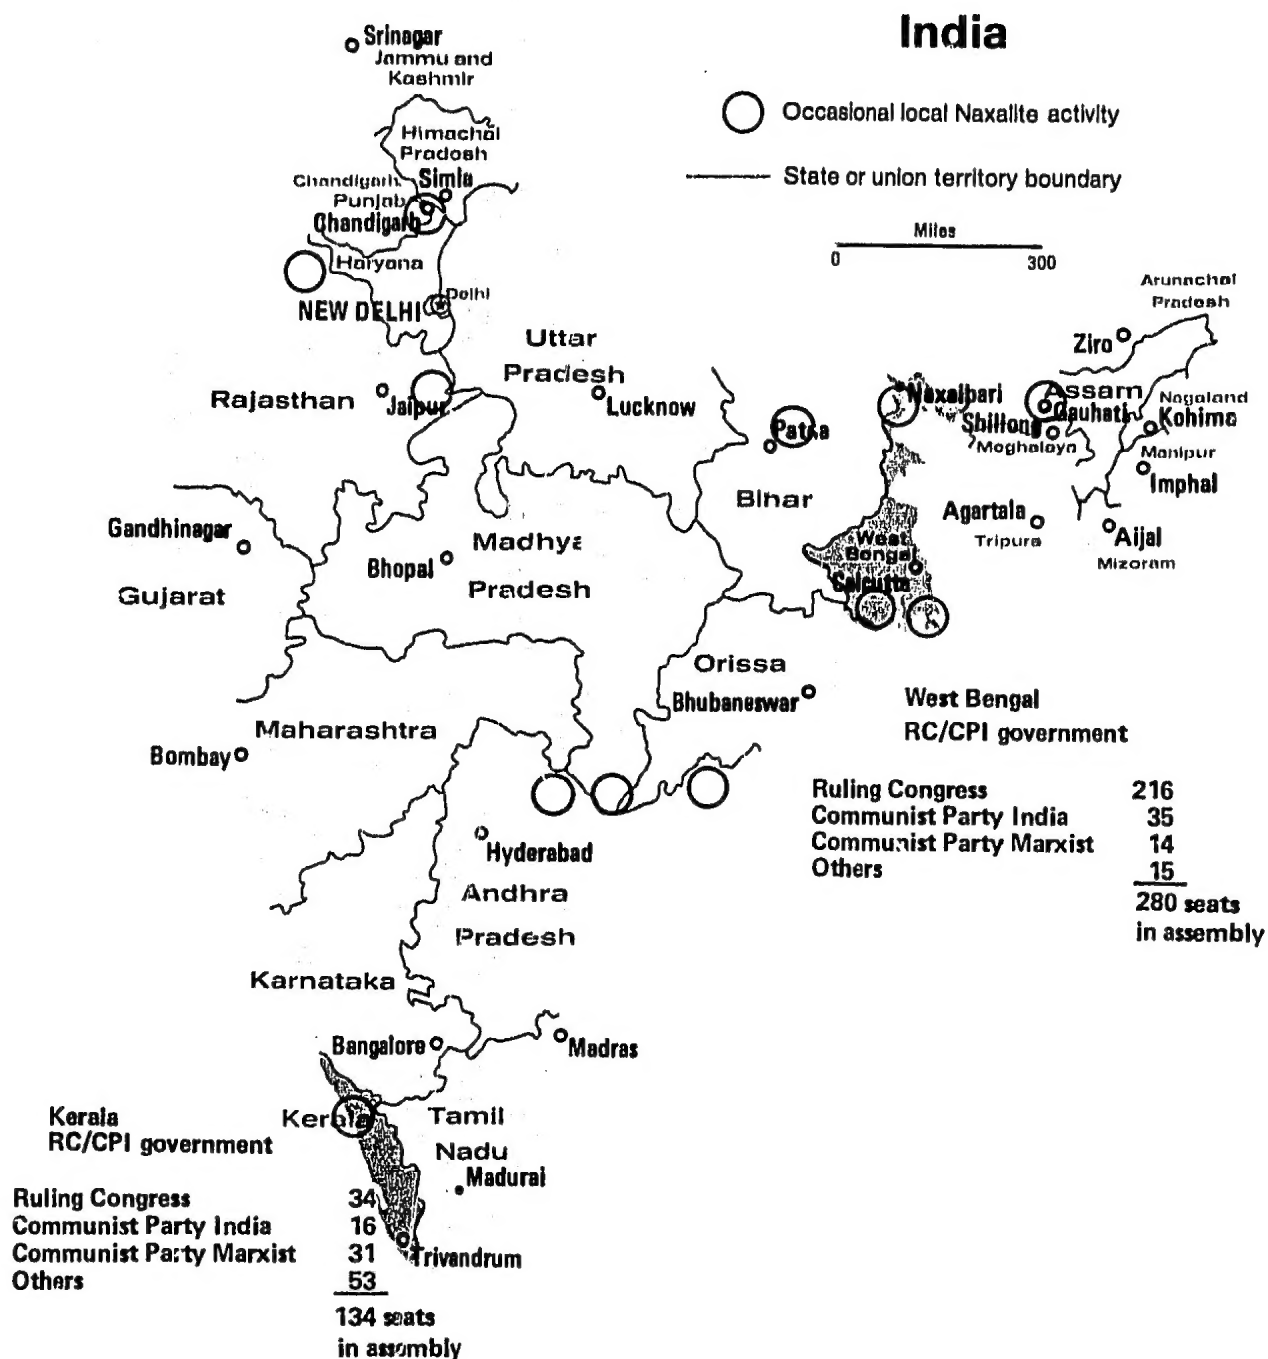 India
Occasional local Naxalite activity
State or union territory boundary
Miles
0 300
Srinagar
Jammu and
Kashmir
Himachal
Pradesh
Simla
Chandigarh
Punjab
Chandigarh
Haryana
Delhi
NEW DELHI
Uttar
Pradesh
Lucknow
Rajasthan
Jaipur
Patna
Bihar
Naxalbari
Arunachal
Pradesh
Ziro
Assam
Gauhati
Shillong
Meghalaya
Nagaland
Kohima
Manipur
Imphal
Agartala
Tripura
Aijal
Mizoram
West
Bengal
Calcutta
Gandhinagar
Gujarat
Bhopal
Madhya
Pradesh
Orissa
Bhubaneswar
Maharashtra
Bombay
Hyderabad
Andhra
Pradesh
Karnataka
Bangalore
Madras
Kerala
Tamil
Nadu
Madurai
Trivandrum
West Bengal
RC/CPI government
Ruling Congress 216
Communist Party India 35
Communist Party Marxist 14
Others 15
280 seats
in assembly
Kerala
RC/CPI government
Ruling Congress 34
Communist Party India 16
Communist Party Marxist 31
Others 53
134 seats
in assembly